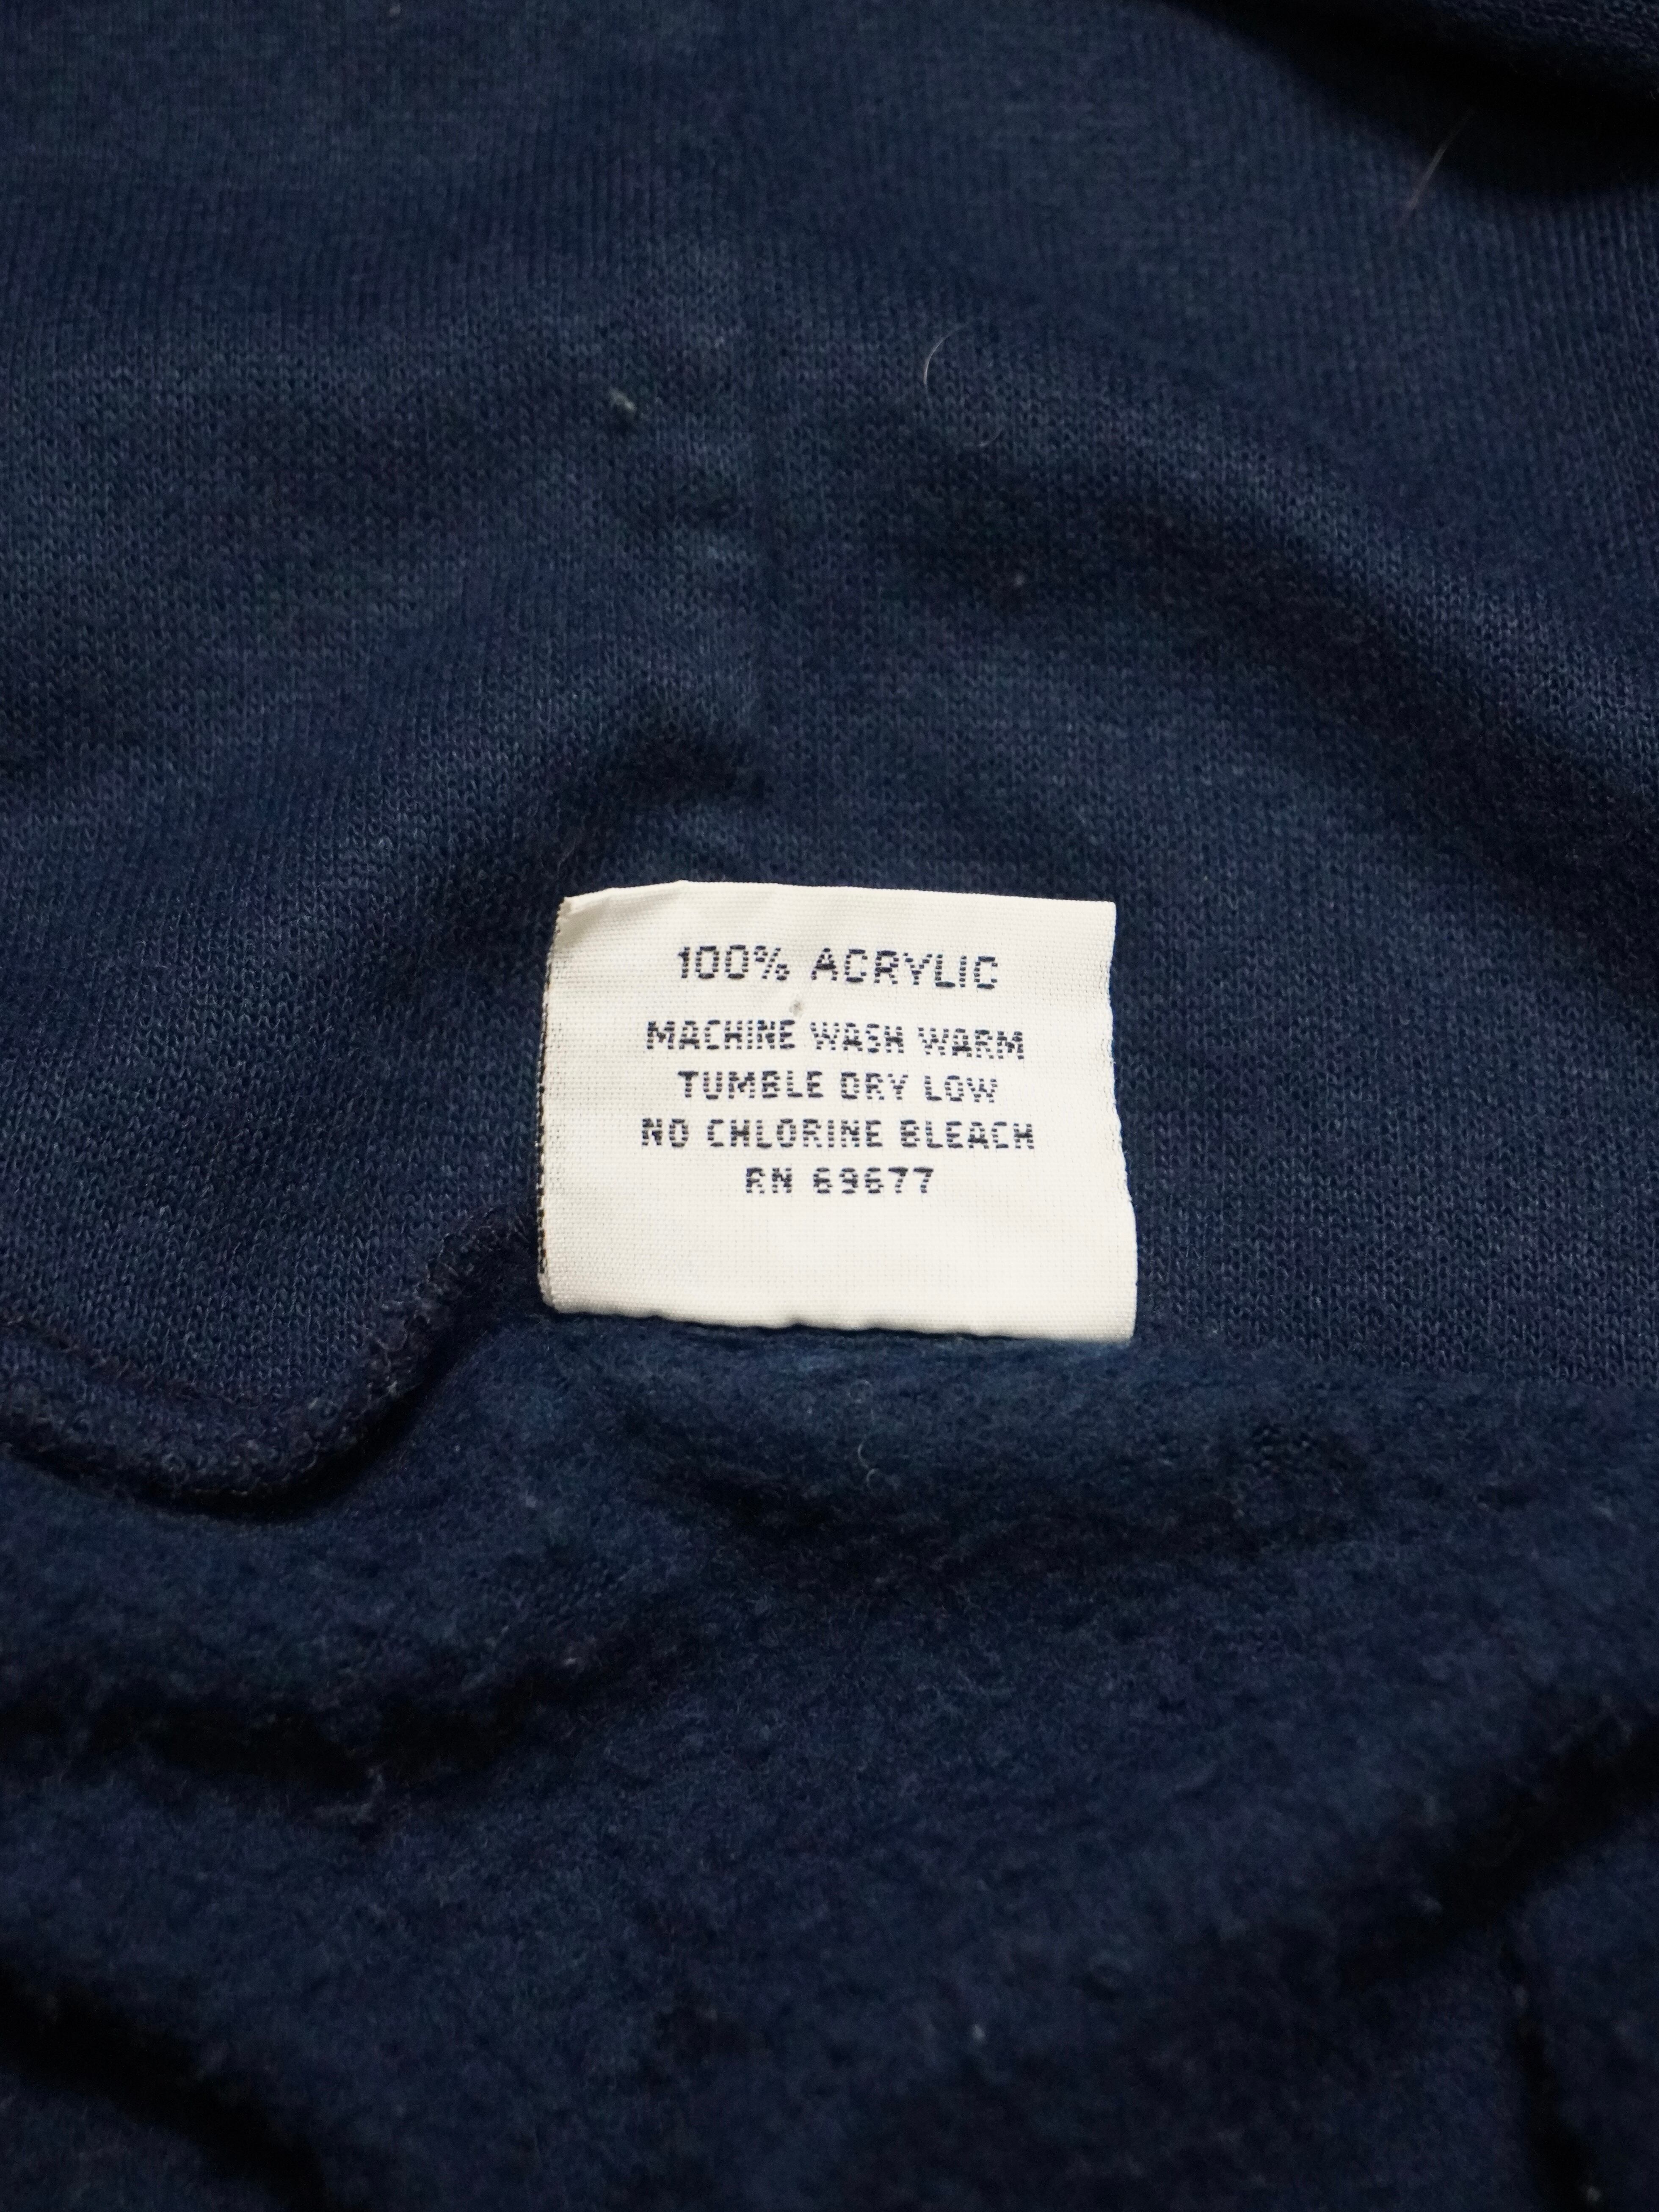 100% ACRYLIC
MACHINE WASH WARM
TUMBLE DRY LOW
NO CHLORINE BLEACH
RN 69677